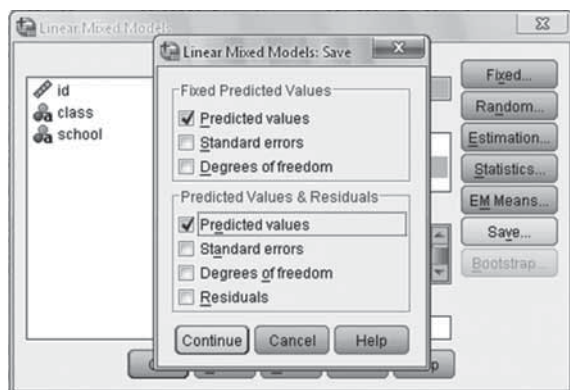 Linear Mixed Models
Linear Mixed Models: Save
id
class
school
Fixed Predicted Values
Predicted values
Standard errors
Degrees of freedom
Predicted Values & Residuals
Predicted values
Standard errors
Degrees of freedom
Residuals
Continue
Cancel
Help
Fixed...
Random...
Estimation...
Statistics...
EM Means...
Save...
Bootstrap...